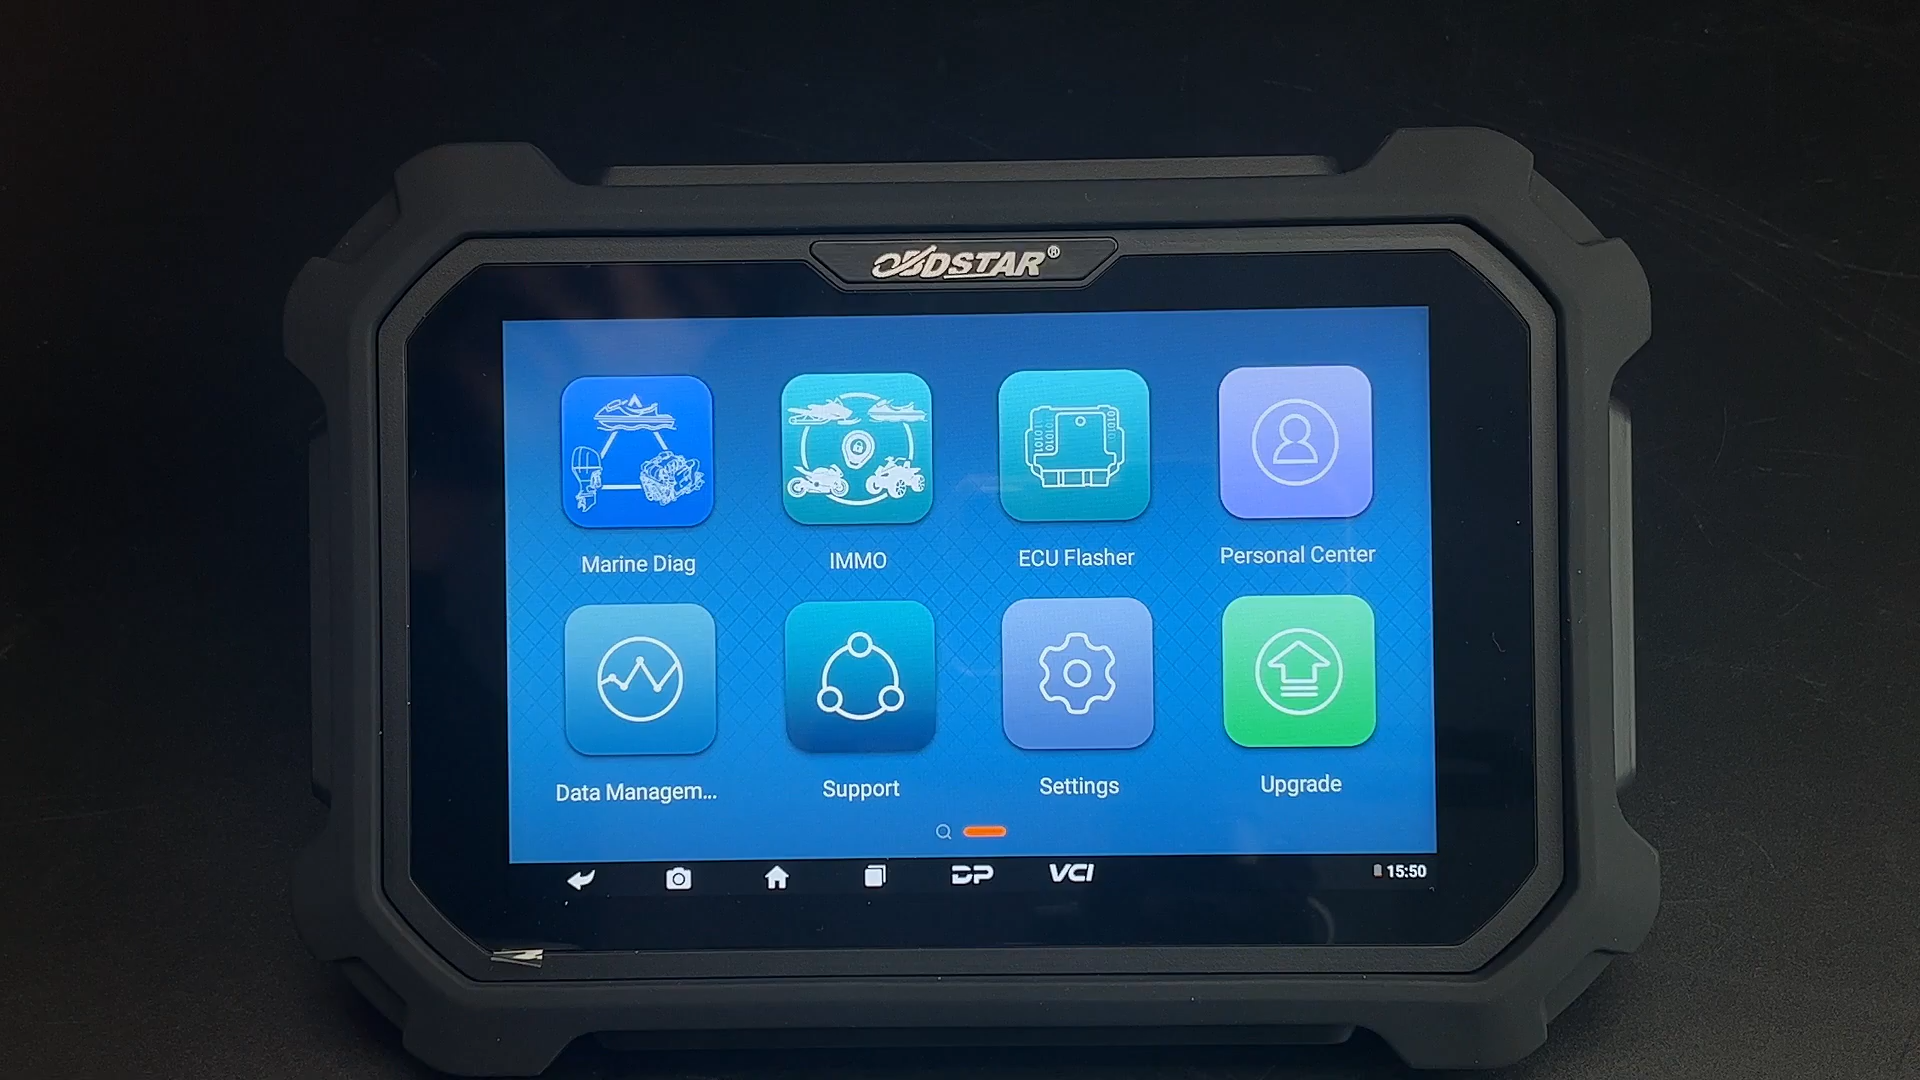 OBDSTAR®
Marine Diag
IMMO
ECU Flasher
Personal Center
Data Managem...
Support
Settings
Upgrade
DP
VCI
15:50